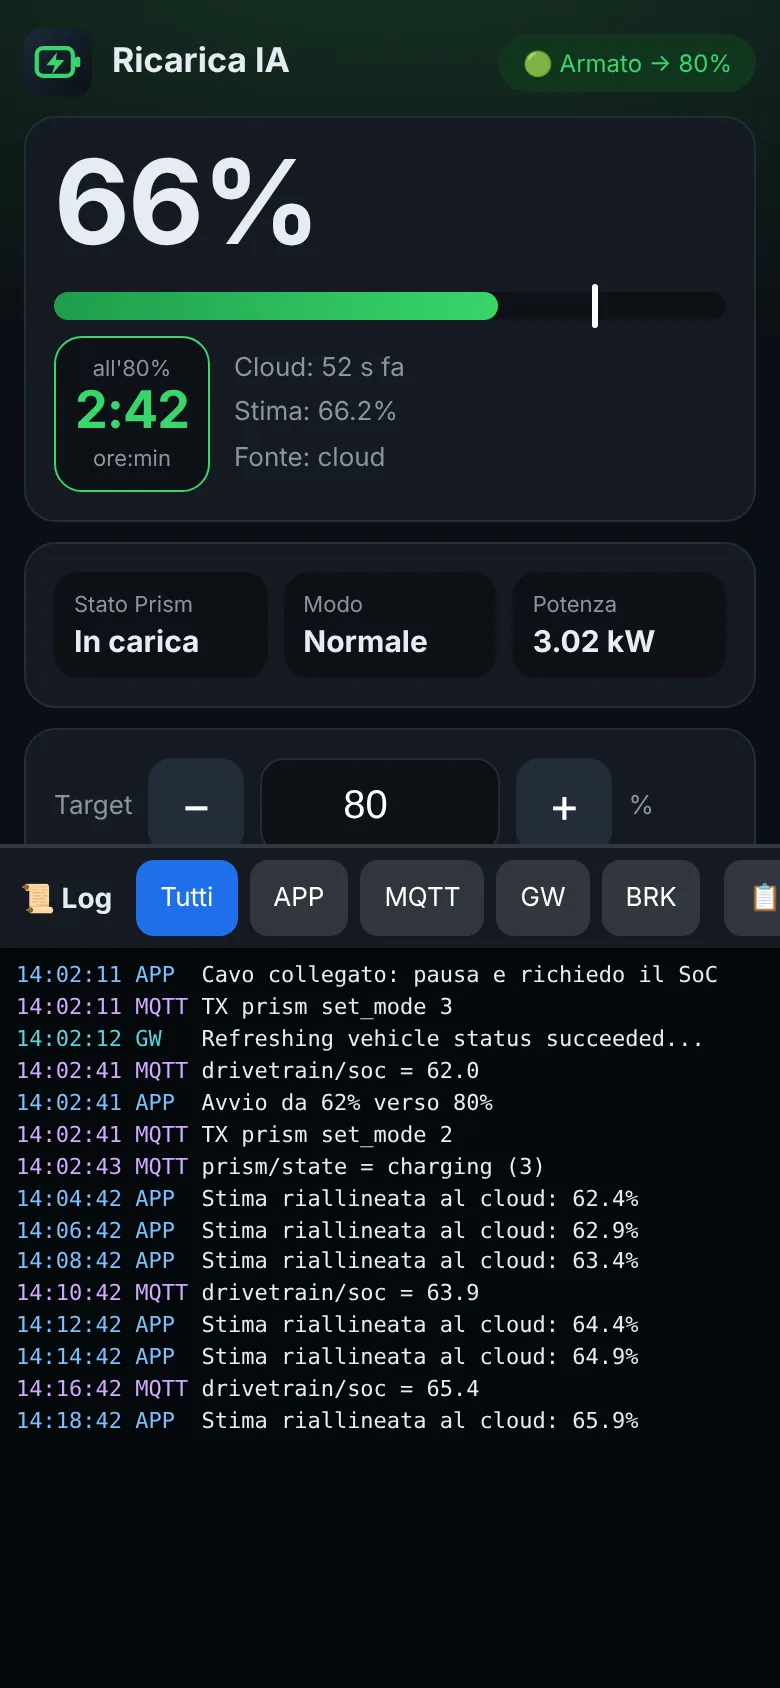 Ricarica IA
🟢 Armato → 80%
66%
all'80%
2:42
ore:min
Cloud: 52 s fa
Stima: 66.2%
Fonte: cloud
Stato Prism
In carica
Modo
Normale
Potenza
3.02 kW
Target − 80 + %
📜 Log Tutti APP MQTT GW BRK 📋
14:02:11 APP Cavo collegato: pausa e richiedo il SoC
14:02:11 MQTT TX prism set_mode 3
14:02:12 GW Refreshing vehicle status succeeded...
14:02:41 MQTT drivetrain/soc = 62.0
14:02:41 APP Avvio da 62% verso 80%
14:02:41 MQTT TX prism set_mode 2
14:02:43 MQTT prism/state = charging (3)
14:04:42 APP Stima riallineata al cloud: 62.4%
14:06:42 APP Stima riallineata al cloud: 62.9%
14:08:42 APP Stima riallineata al cloud: 63.4%
14:10:42 MQTT drivetrain/soc = 63.9
14:12:42 APP Stima riallineata al cloud: 64.4%
14:14:42 APP Stima riallineata al cloud: 64.9%
14:16:42 MQTT drivetrain/soc = 65.4
14:18:42 APP Stima riallineata al cloud: 65.9%